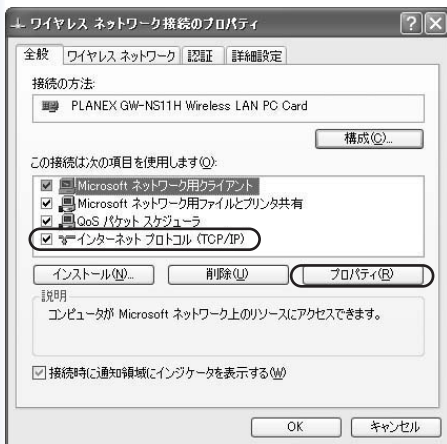 ワイヤレス ネットワーク接続のプロパティ
全般 ワイヤレス ネットワーク 認証 詳細設定
接続の方法:
PLANEX GW-NS11H Wireless LAN PC Card
構成(C)...
この接続は次の項目を使用します(O):
Microsoft ネットワーク用クライアント
Microsoft ネットワーク用ファイルとプリンタ共有
QoS パケット スケジューラ
インターネット プロトコル (TCP/IP)
インストール(N)... 削除(U) プロパティ(R)
説明
コンピュータが Microsoft ネットワーク上のリソースにアクセスできます。
接続時に通知領域にインジケータを表示する(W)
OK キャンセル